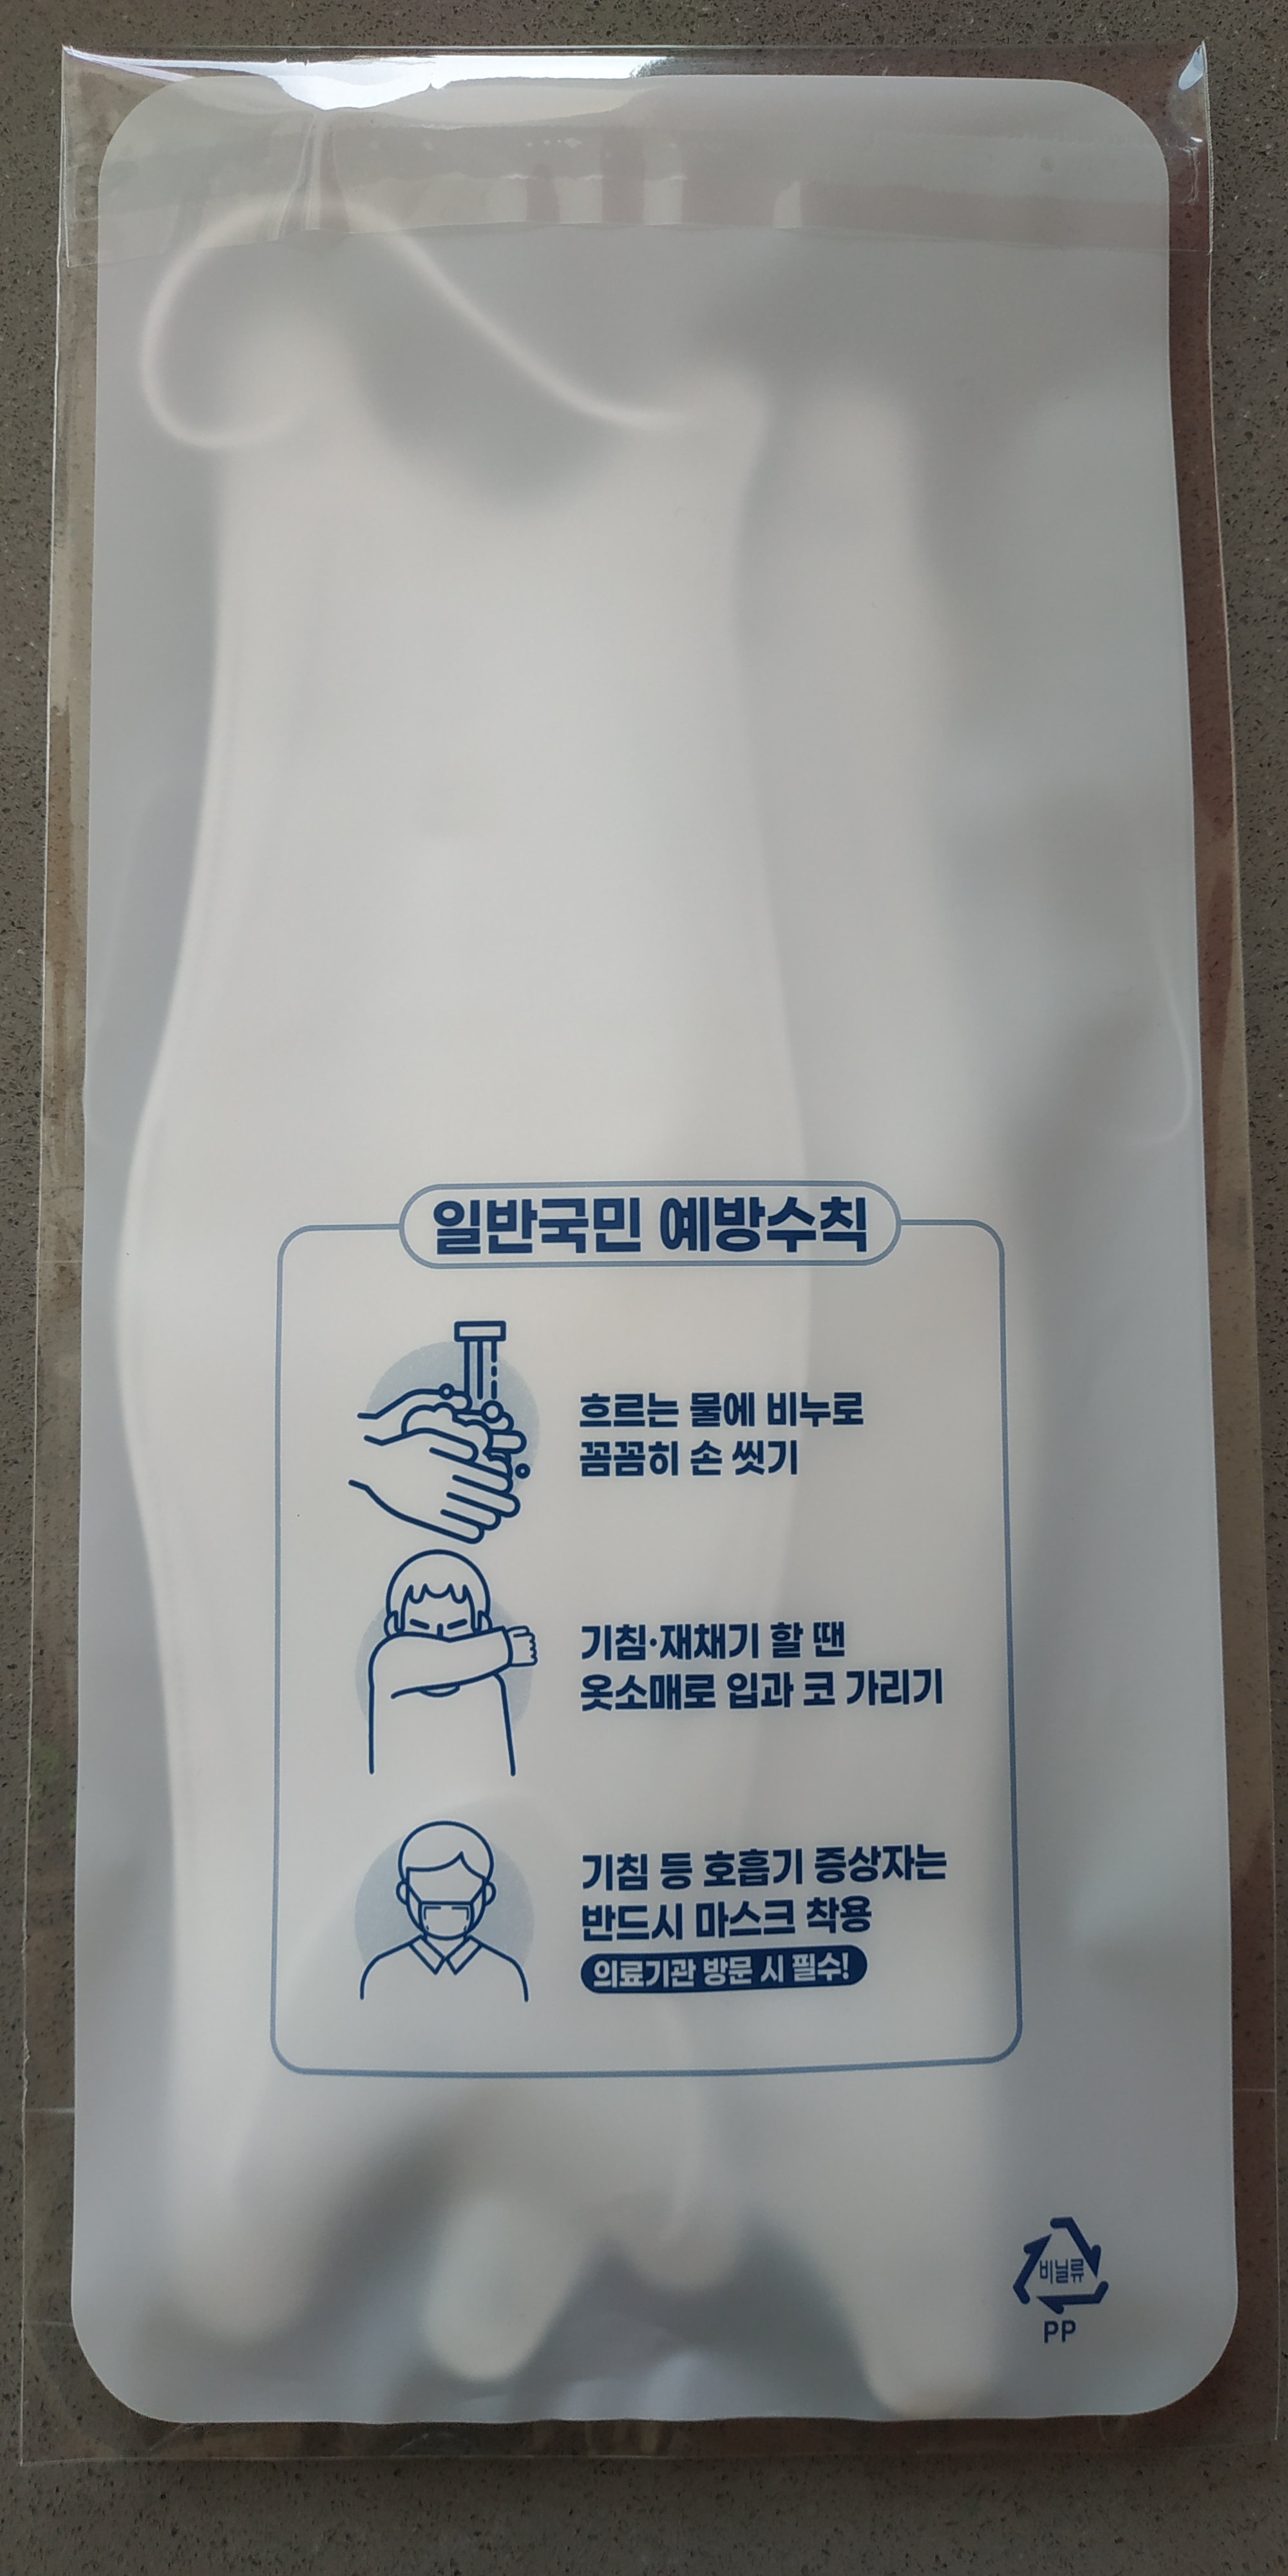 일반국민 예방수칙
흐르는 물에 비누로
꼼꼼히 손 씻기
기침·재채기 할 땐
옷소매로 입과 코 가리기
기침 등 호흡기 증상자는
반드시 마스크 착용
의료기관 방문 시 필수!
비닐류
PP